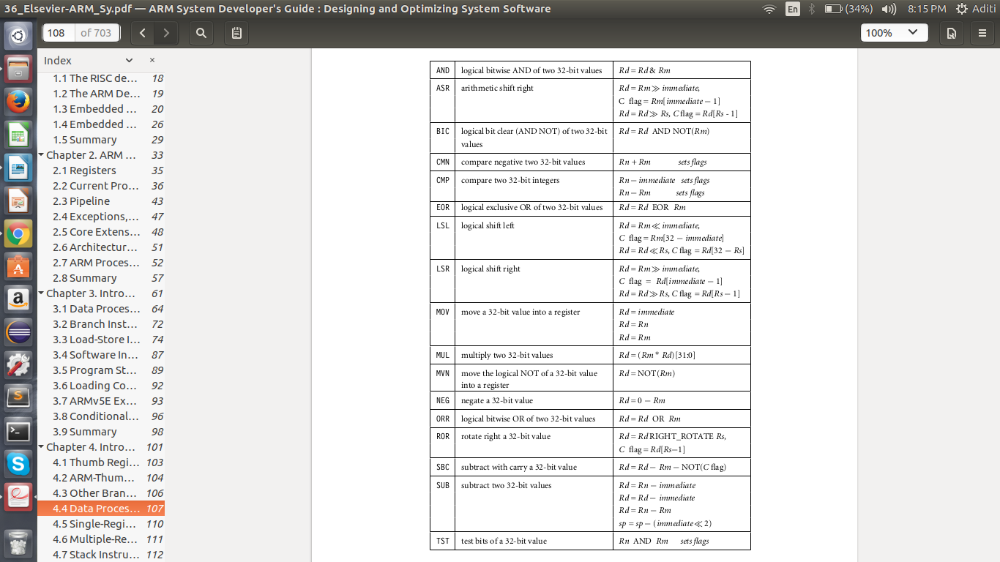 36_Elsevier-ARM_Sy.pdf — ARM System Developer's Guide : Designing and Optimizing System Software
En
(34%)
8:15 PM
Aditi
108 of 703
100%
Index
1.1 The RISC de... 18
1.2 The ARM De... 19
1.3 Embedded ... 20
1.4 Embedded ... 26
1.5 Summary 29
Chapter 2. ARM ... 33
2.1 Registers 35
2.2 Current Pro... 36
2.3 Pipeline 43
2.4 Exceptions,... 47
2.5 Core Extens... 48
2.6 Architectur... 51
2.7 ARM Proces... 52
2.8 Summary 57
Chapter 3. Intro... 61
3.1 Data Proces... 64
3.2 Branch Inst... 72
3.3 Load-Store I... 74
3.4 Software In... 87
3.5 Program St... 89
3.6 Loading Co... 92
3.7 ARMv5E Ex... 93
3.8 Conditional... 96
3.9 Summary 98
Chapter 4. Intro... 101
4.1 Thumb Regi... 103
4.2 ARM-Thum... 104
4.3 Other Bran... 106
4.4 Data Proces... 107
4.5 Single-Regi... 110
4.6 Multiple-Re... 111
4.7 Stack Instru... 112
AND logical bitwise AND of two 32-bit values Rd = Rd & Rm
ASR arithmetic shift right Rd = Rm ≫ immediate,
C flag = Rm[immediate − 1]
Rd = Rd ≫ Rs, C flag = Rd[Rs - 1]
BIC logical bit clear (AND NOT) of two 32-bit Rd = Rd AND NOT(Rm)
values
CMN compare negative two 32-bit values Rn + Rm sets flags
CMP compare two 32-bit integers Rn − immediate sets flags
Rn − Rm sets flags
EOR logical exclusive OR of two 32-bit values Rd = Rd EOR Rm
LSL logical shift left Rd = Rm ≪ immediate,
C flag = Rm[32 − immediate]
Rd = Rd ≪ Rs, C flag = Rd[32 − Rs]
LSR logical shift right Rd = Rm ≫ immediate,
C flag = Rd[immediate − 1]
Rd = Rd ≫ Rs, C flag = Rd[Rs − 1]
MOV move a 32-bit value into a register Rd = immediate
Rd = Rn
Rd = Rm
MUL multiply two 32-bit values Rd = (Rm * Rd)[31:0]
MVN move the logical NOT of a 32-bit value Rd = NOT(Rm)
into a register
NEG negate a 32-bit value Rd = 0 − Rm
ORR logical bitwise OR of two 32-bit values Rd = Rd OR Rm
ROR rotate right a 32-bit value Rd = Rd RIGHT_ROTATE Rs,
C flag = Rd[Rs−1]
SBC subtract with carry a 32-bit value Rd = Rd − Rm − NOT(C flag)
SUB subtract two 32-bit values Rd = Rn − immediate
Rd = Rd − immediate
Rd = Rn − Rm
sp = sp − (immediate ≪ 2)
TST test bits of a 32-bit value Rn AND Rm sets flags